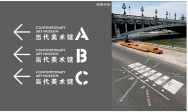 CONTEMPORARY
ART MUSEUM
当代美术馆
A
CONTEMPORARY
ART MUSEUM
当代美术馆
B
CONTEMPORARY
ART MUSEUM
当代美术馆
C